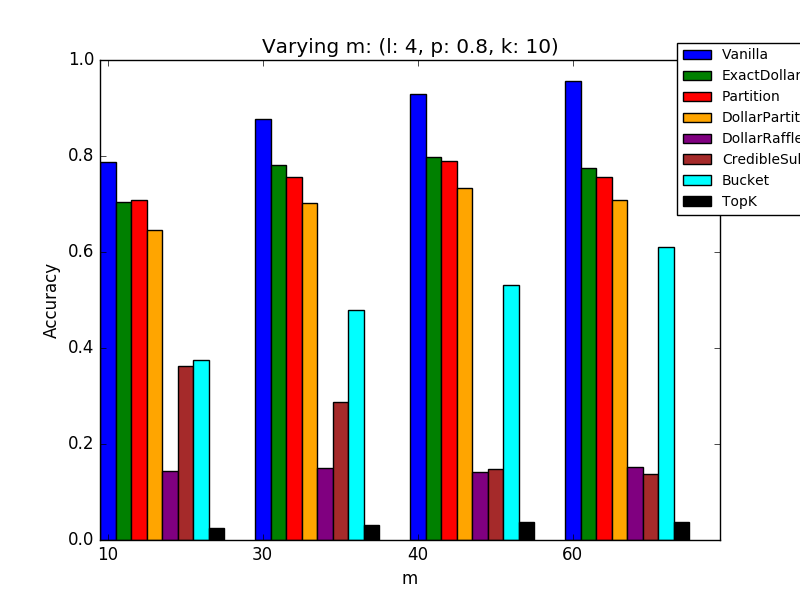 Varying m: (l: 4, p: 0.8, k: 10)
1.0
0.8
0.6
0.4
0.2
0.0
Accuracy
10 30 40 60
m
Vanilla
ExactDollar
Partition
DollarPartit
DollarRaffle
CredibleSu
Bucket
TopK